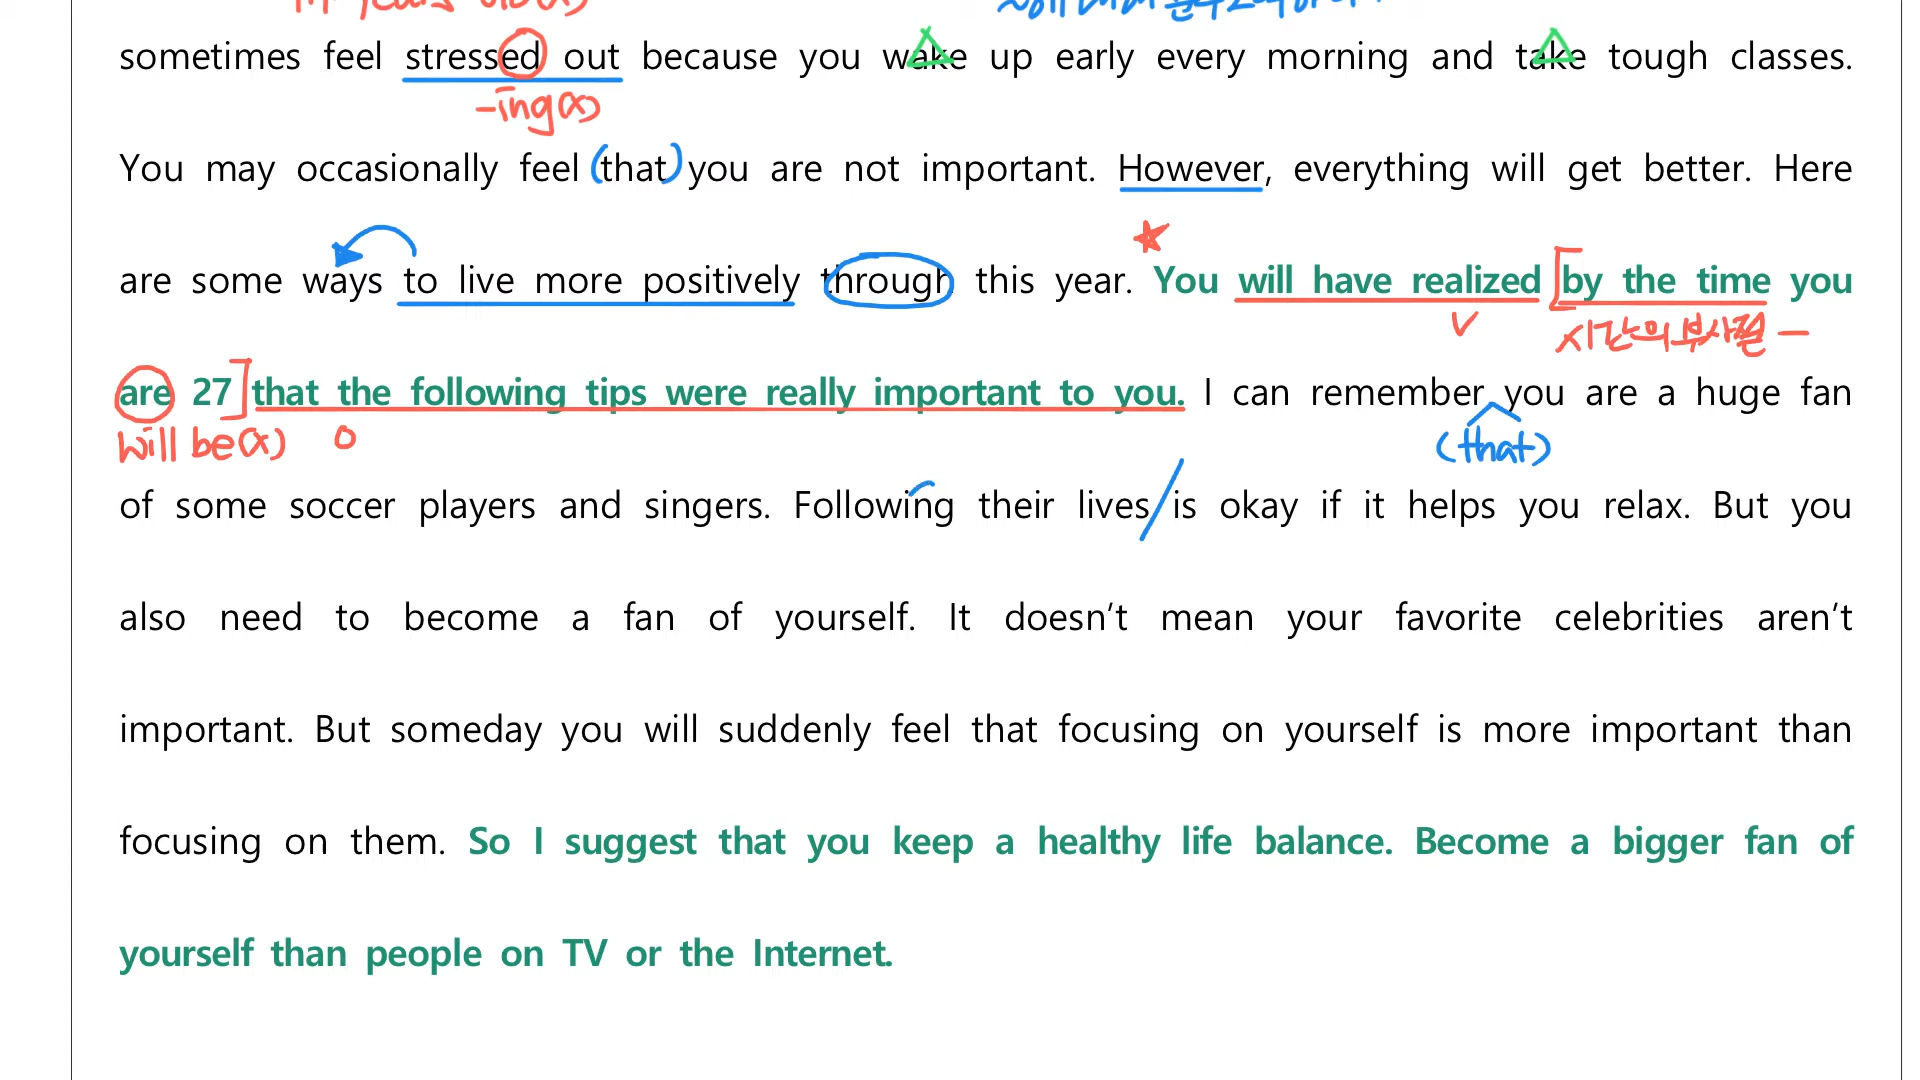 sometimes feel stressed out because you wake up early every morning and take tough classes.
-ing(x)
You may occasionally feel (that) you are not important. However, everything will get better. Here
are some ways to live more positively through this year. You will have realized [by the time you
시간의 부사절
are 27] that the following tips were really important to you. I can remember you are a huge fan
will be(x) o (that)
of some soccer players and singers. Following their lives / is okay if it helps you relax. But you
also need to become a fan of yourself. It doesn't mean your favorite celebrities aren't
important. But someday you will suddenly feel that focusing on yourself is more important than
focusing on them. So I suggest that you keep a healthy life balance. Become a bigger fan of
yourself than people on TV or the Internet.